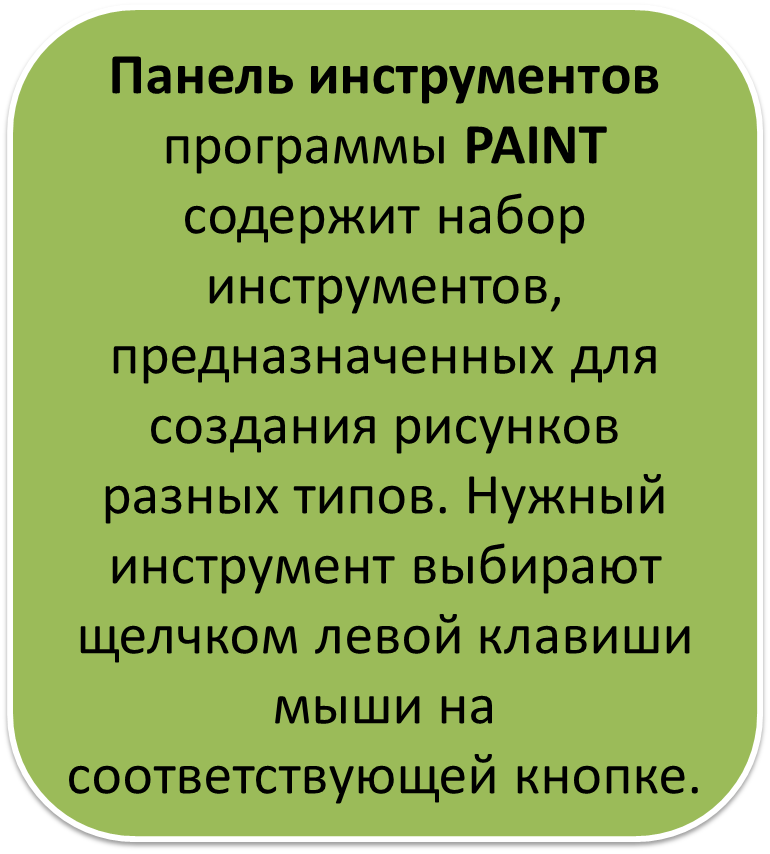 Панель инструментов
программы PAINT
содержит набор
инструментов,
предназначенных для
создания рисунков
разных типов. Нужный
инструмент выбирают
щелчком левой клавиши
мыши на
соответствующей кнопке.